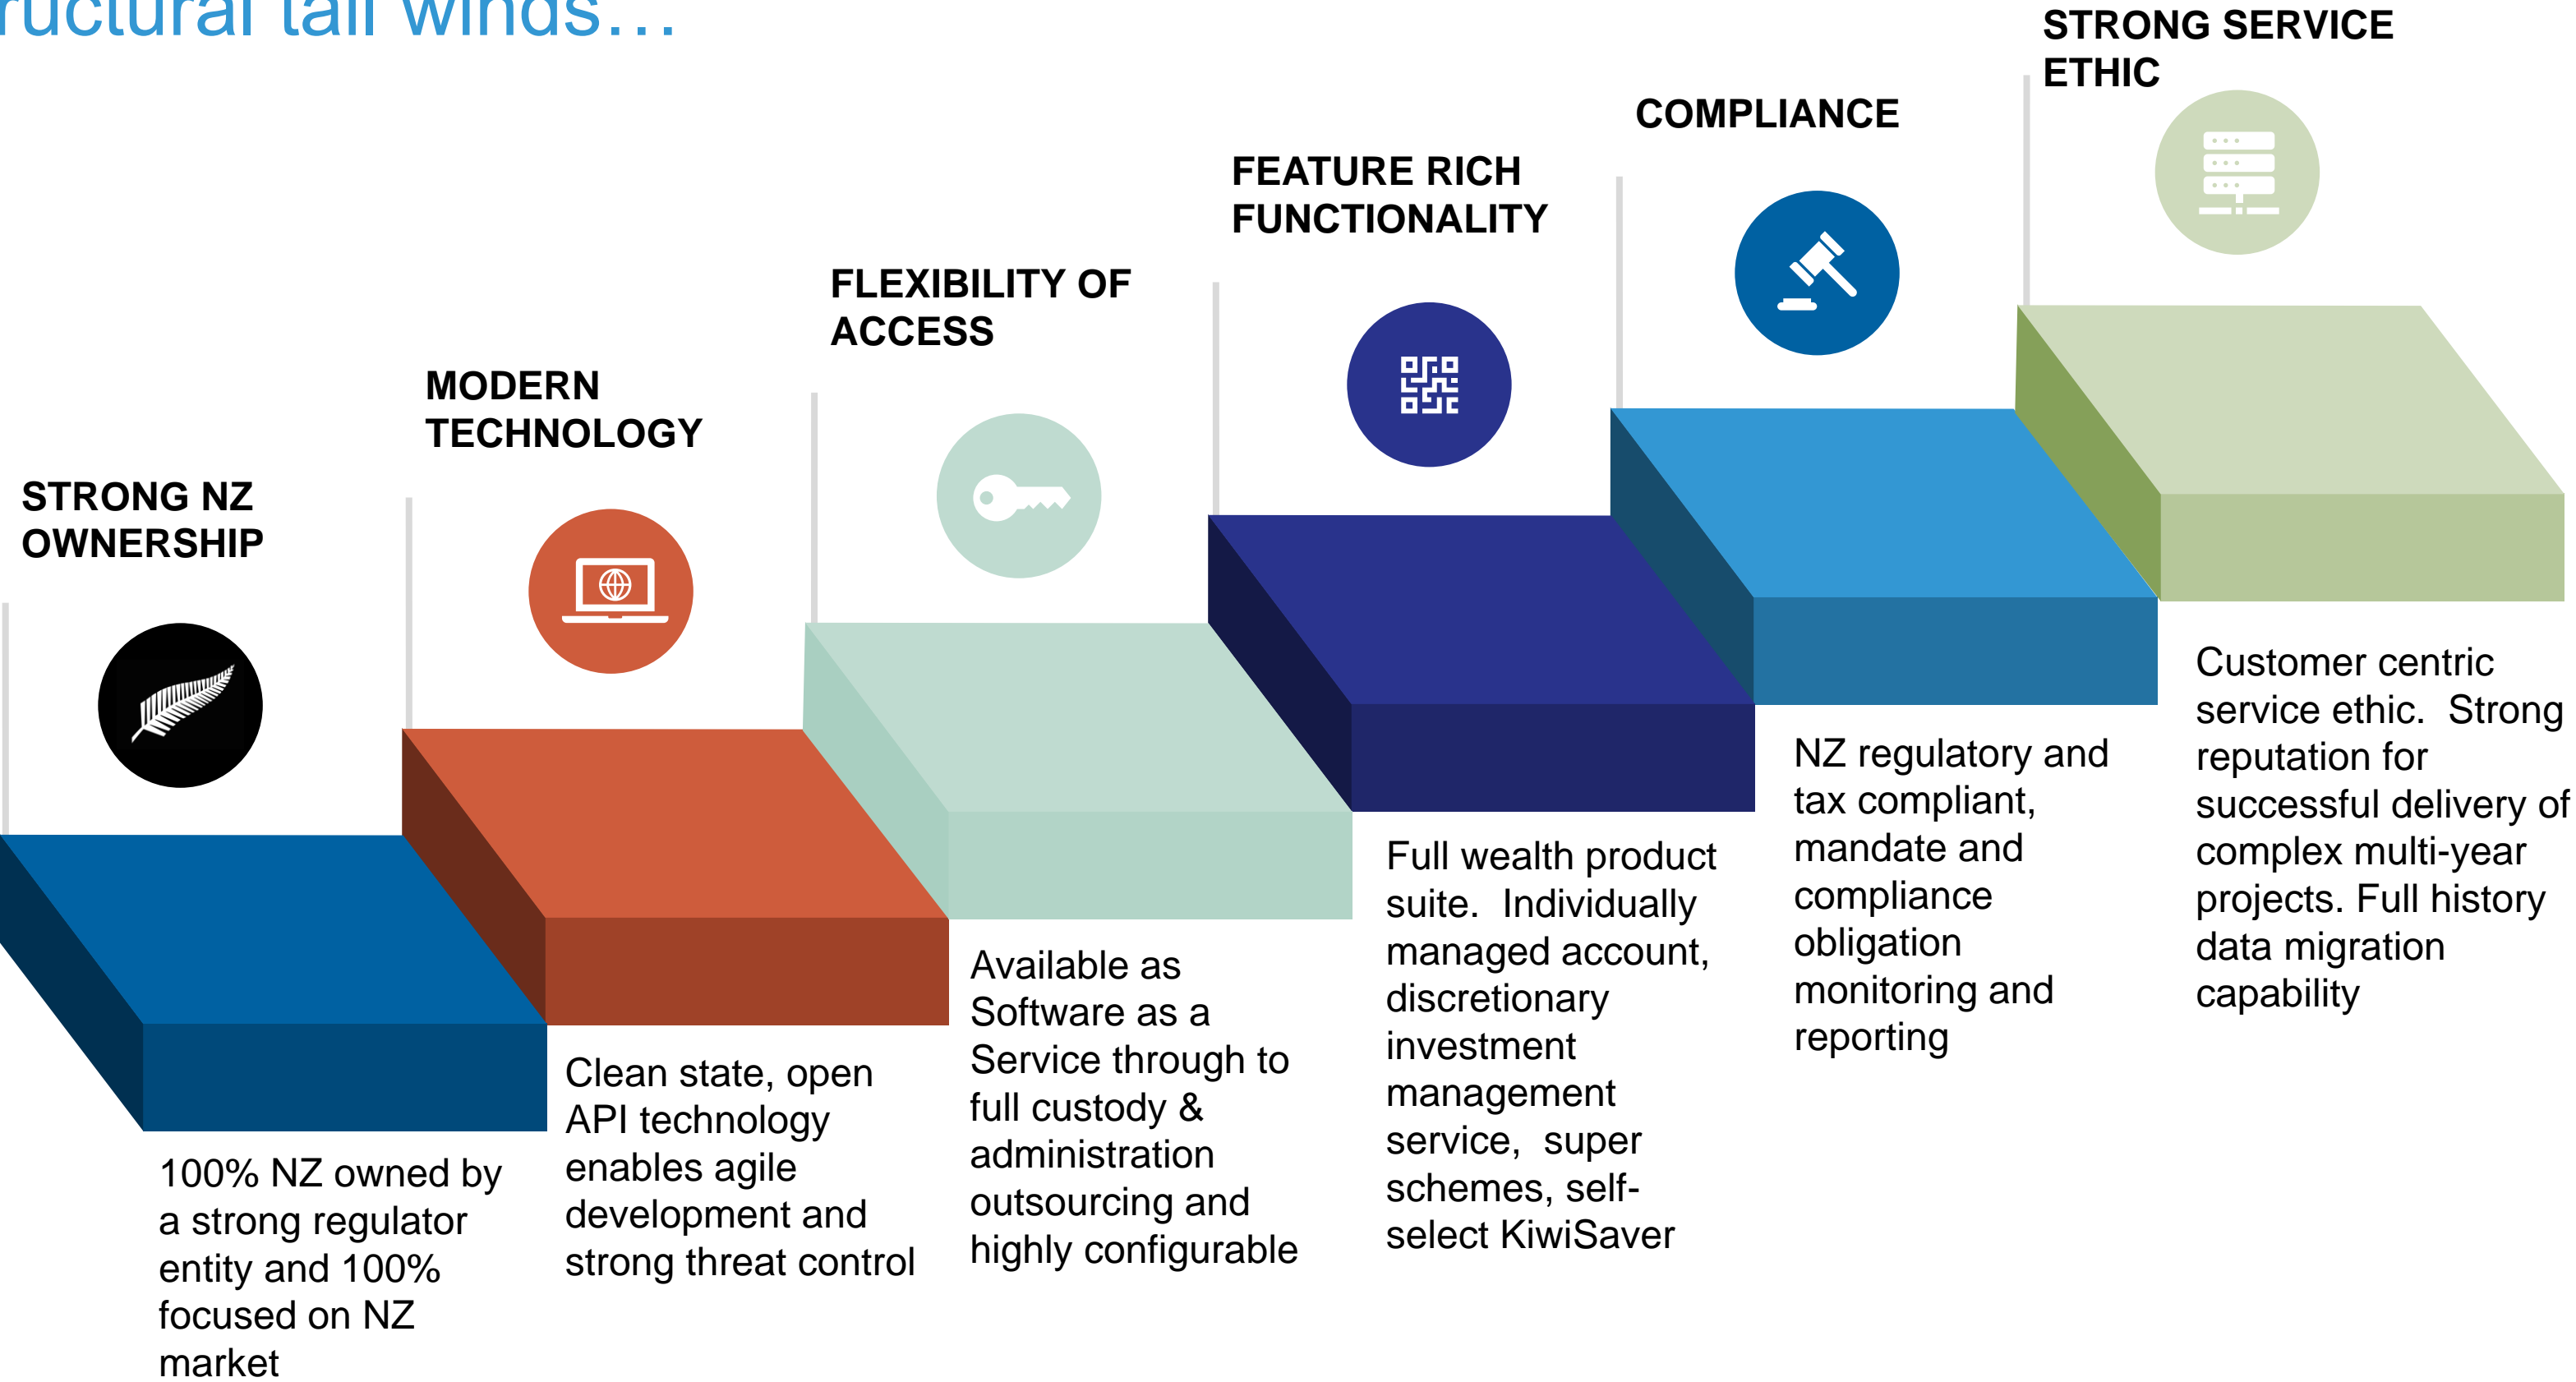 ructural tail winds...
STRONG NZ
OWNERSHIP
100% NZ owned by
a strong regulator
entity and 100%
focused on NZ
market
MODERN
TECHNOLOGY
Clean state, open
API technology
enables agile
development and
strong threat control
FLEXIBILITY OF
ACCESS
Available as
Software as a
Service through to
full custody &
administration
outsourcing and
highly configurable
FEATURE RICH
FUNCTIONALITY
Full wealth product
suite.  Individually
managed account,
discretionary
investment
management
service,  super
schemes, self-
select KiwiSaver
COMPLIANCE
NZ regulatory and
tax compliant,
mandate and
compliance
obligation
monitoring and
reporting
STRONG SERVICE
ETHIC
Customer centric
service ethic.  Strong
reputation for
successful delivery of
complex multi-year
projects. Full history
data migration
capability